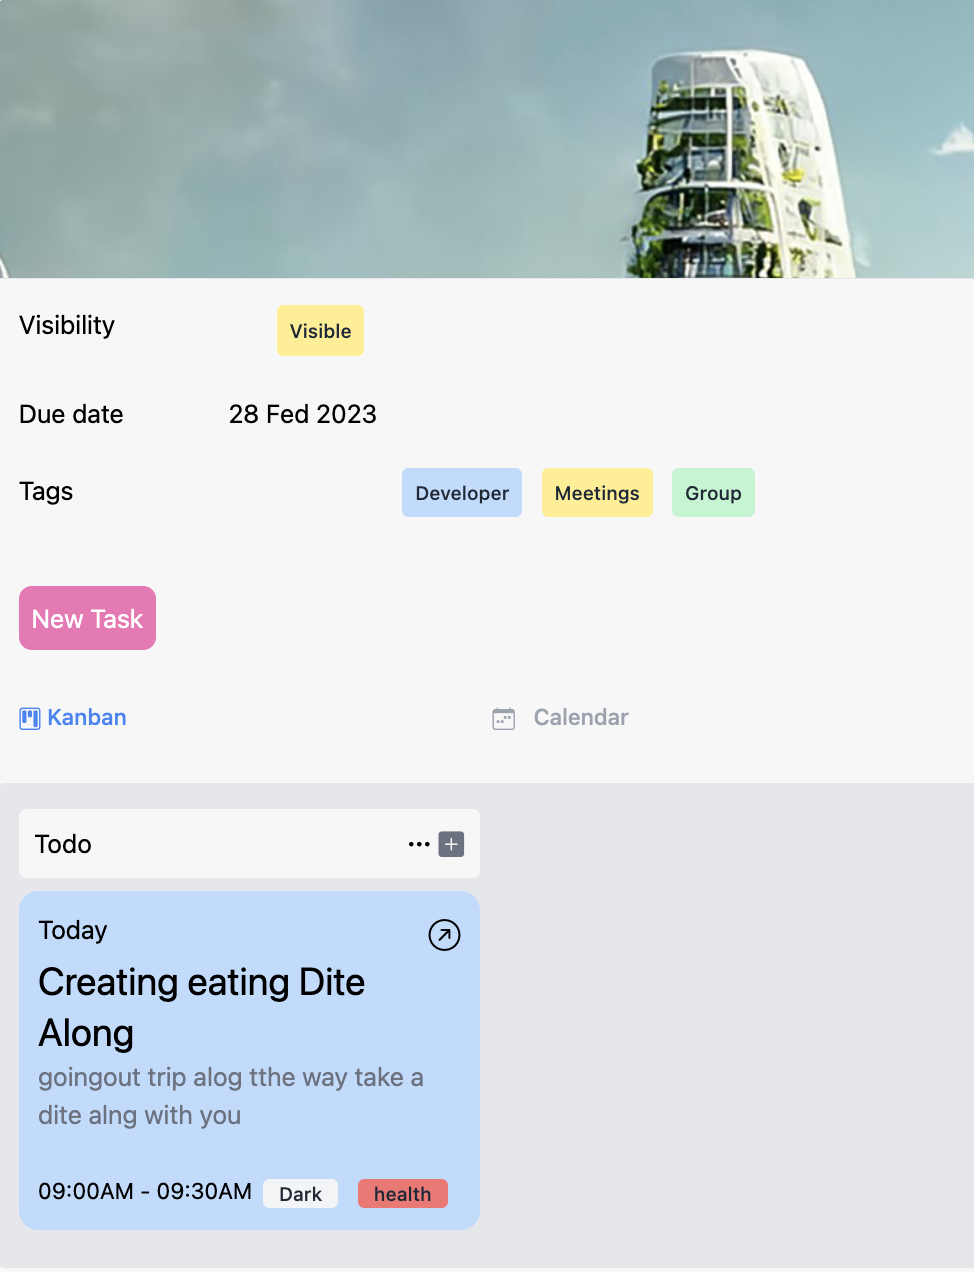 Visibility Visible
Due date 28 Fed 2023
Tags Developer Meetings Group
New Task
Kanban Calendar
Todo
Today
Creating eating Dite
Along
goingout trip alog tthe way take a
dite alng with you
09:00AM - 09:30AM Dark health